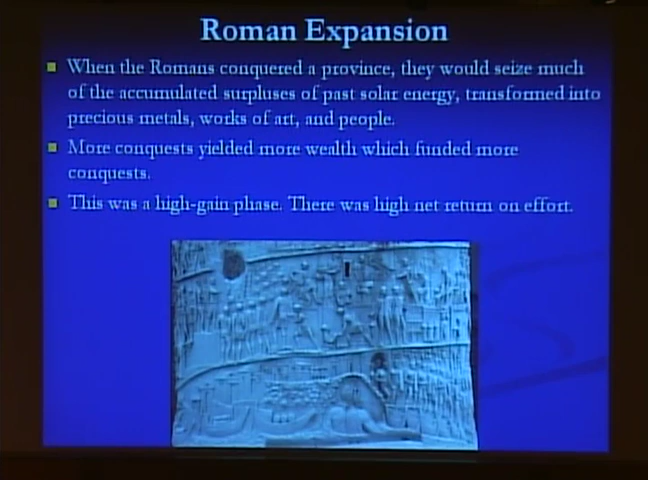 Roman Expansion
When the Romans conquered a province, they would seize much
of the accumulated surpluses of past solar energy, transformed into
precious metals, works of art, and people.
More conquests yielded more wealth which funded more
conquests.
This was a high-gain phase. There was high net return on effort.